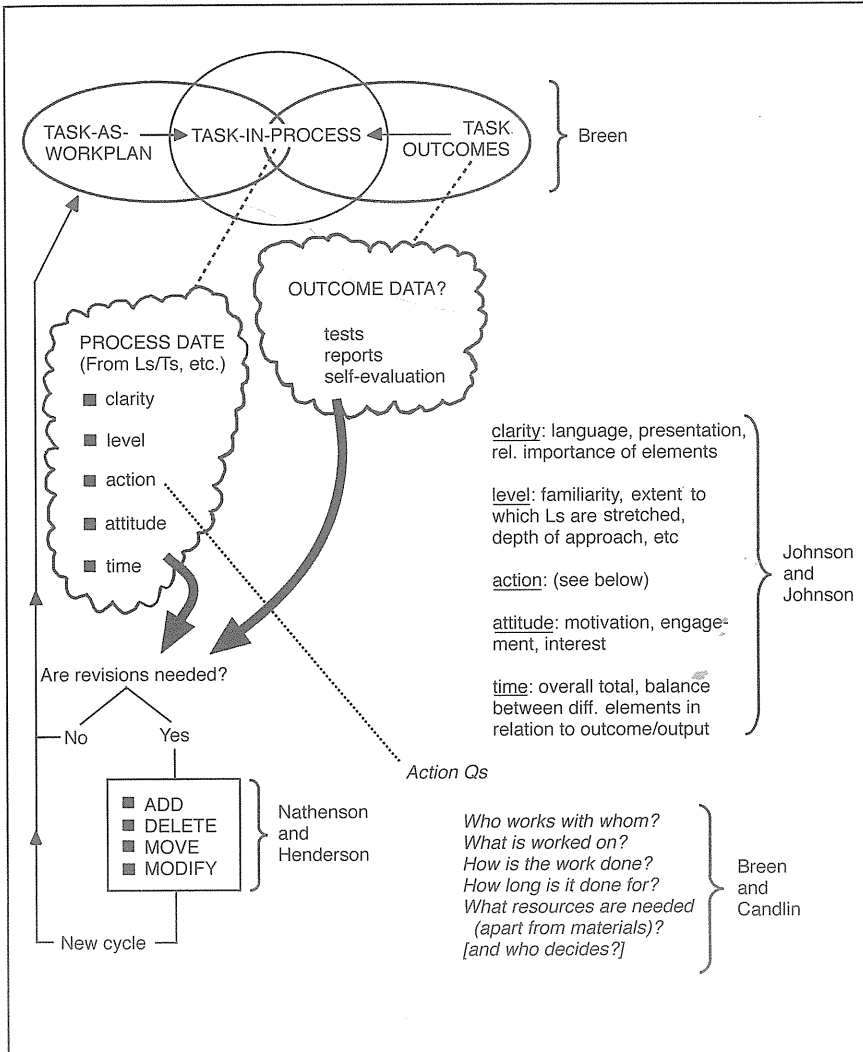 TASK-AS-
WORKPLAN
TASK-IN-PROCESS
TASK
OUTCOMES
Breen
OUTCOME DATA?
tests
reports
self-evaluation
PROCESS DATE
(From Ls/Ts, etc.)
clarity
level
action
attitude
time
clarity: language, presentation,
rel. importance of elements
level: familiarity, extent to
which Ls are stretched,
depth of approach, etc
action: (see below)
attitude: motivation, engage-
ment, interest
time: overall total, balance
between diff. elements in
relation to outcome/output
Johnson
and
Johnson
Are revisions needed?
No
Yes
ADD
DELETE
MOVE
MODIFY
Nathenson
and
Henderson
New cycle
Action Qs
Who works with whom?
What is worked on?
How is the work done?
How long is it done for?
What resources are needed
(apart from materials)?
[and who decides?]
Breen
and
Candlin